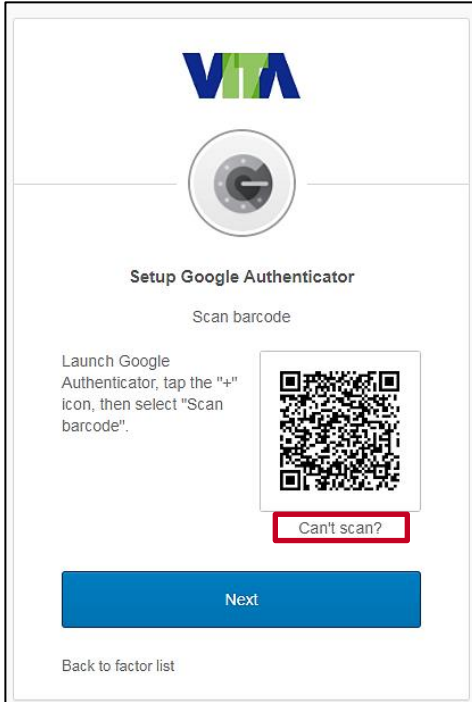 VITA
Setup Google Authenticator
Scan barcode
Launch Google
Authenticator, tap the "+"
icon, then select "Scan
barcode".
Can't scan?
Next
Back to factor list